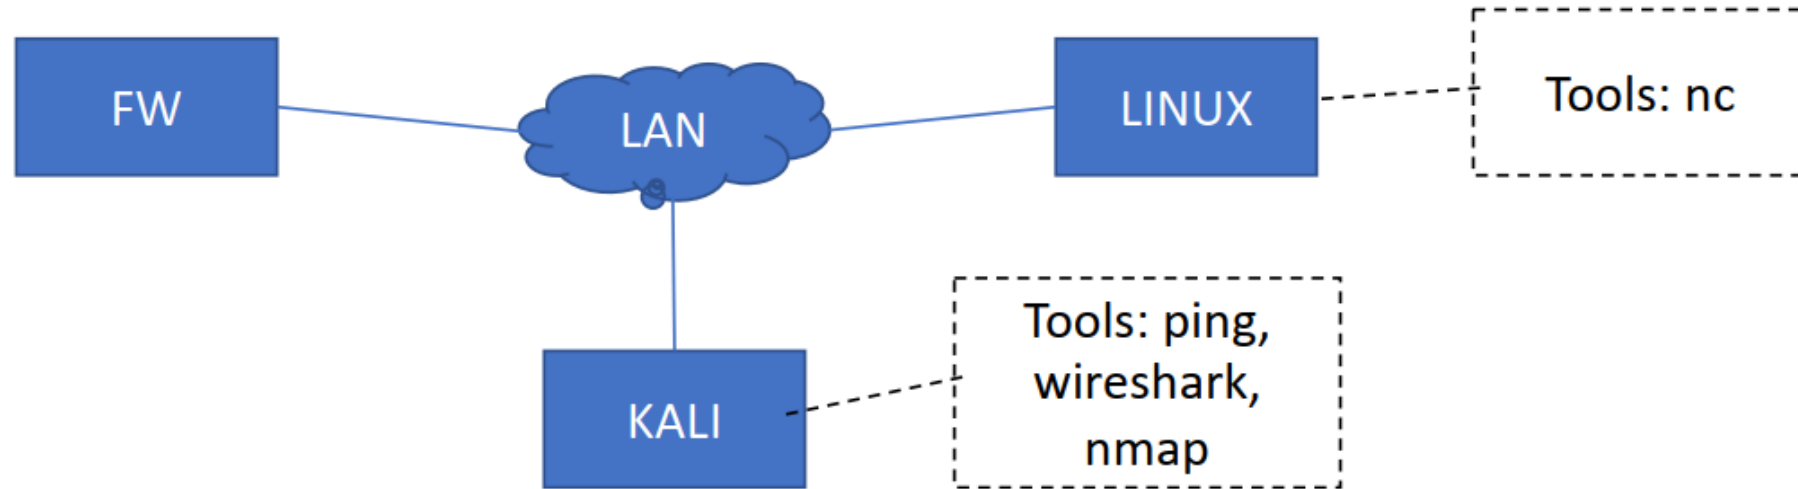 FW
LAN
LINUX
Tools: nc
KALI
Tools: ping,
wireshark,
nmap